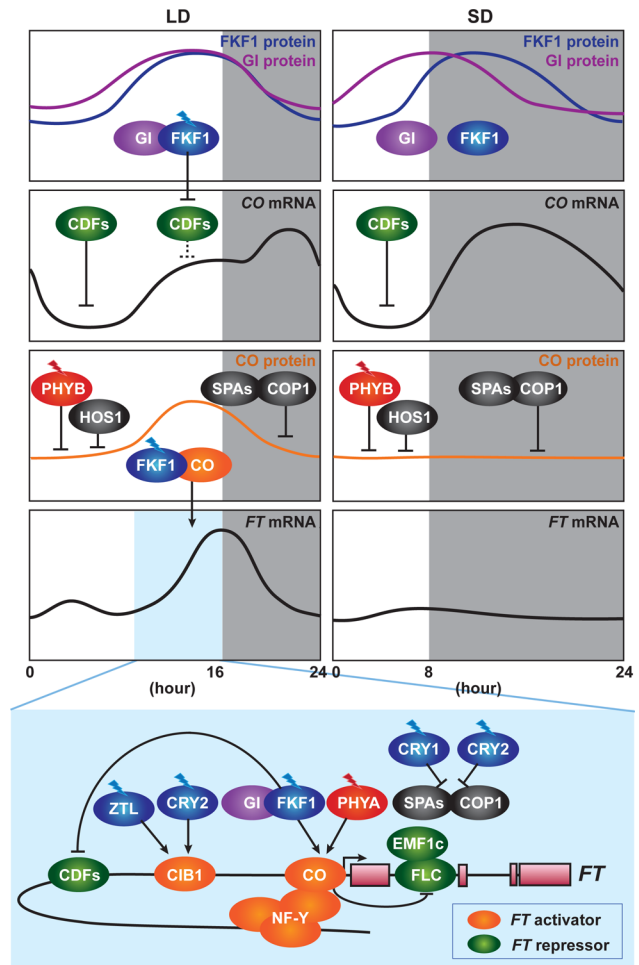 LD
SD
FKF1 protein
GI protein
GI
FKF1
FKF1 protein
GI protein
GI
FKF1
CO mRNA
CDFs
CDFs
CO mRNA
CDFs
CO protein
PHYB
HOS1
SPAs
COP1
FKF1
CO
CO protein
PHYB
HOS1
SPAs
COP1
FT mRNA
FT mRNA
0
16
24
(hour)
0
8
24
(hour)
CRY1
CRY2
ZTL
CRY2
GI
FKF1
PHYA
SPAs
COP1
EMF1c
CDFs
CIB1
CO
FLC
FT
NF-Y
FT activator
FT repressor